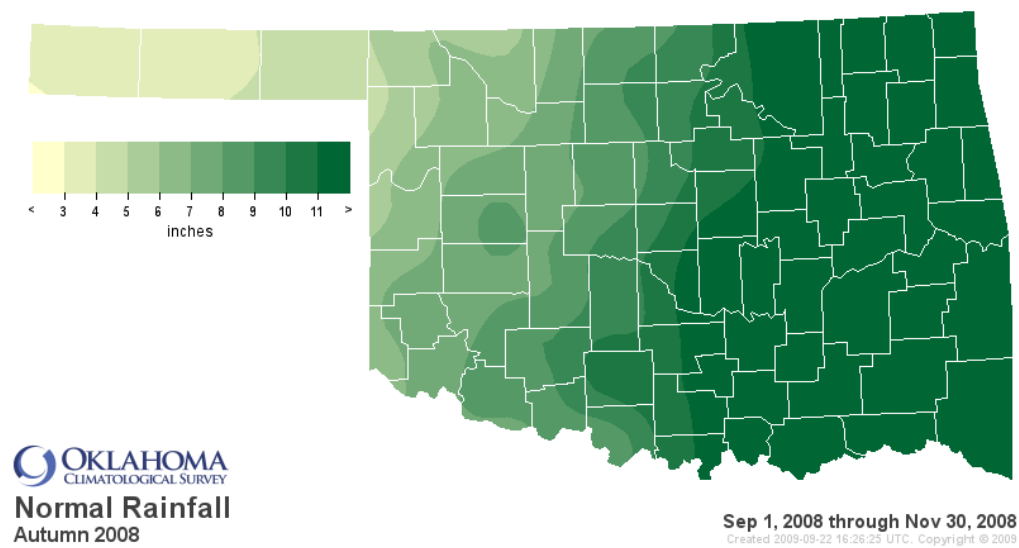 < 3 4 5 6 7 8 9 10 11 >
inches
OKLAHOMA
CLIMATOLOGICAL SURVEY
Normal Rainfall
Autumn 2008
Sep 1, 2008 through Nov 30, 2008
Created 2009-09-22 16:26:25 UTC. Copyright © 2009